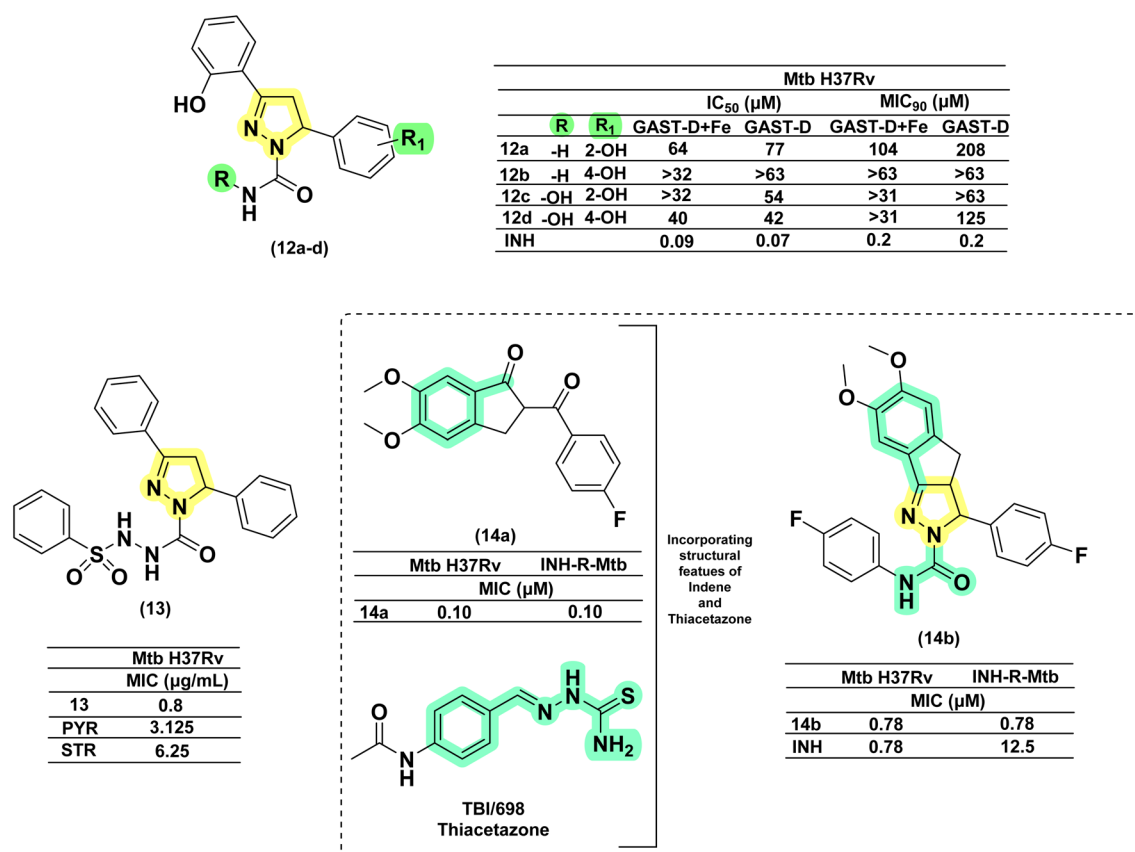 HO
N
N
R
N
H
O
R1
(12a-d)
Mtb H37Rv
IC50 (µM) MIC90 (µM)
R R1 GAST-D+Fe GAST-D GAST-D+Fe GAST-D
12a -H 2-OH 64 77 104 208
12b -H 4-OH >32 >63 >63 >63
12c -OH 2-OH >32 54 >31 >63
12d -OH 4-OH 40 42 >31 125
INH 0.09 0.07 0.2 0.2
N
N
H
N
O
S
N
H
O O
(13)
Mtb H37Rv
MIC (µg/mL)
13 0.8
PYR 3.125
STR 6.25
O
O
O
O
F
(14a)
Mtb H37Rv INH-R-Mtb
MIC (µM)
14a 0.10 0.10
H
N S
N
O
NH2
N
H
TBI/698
Thiacetazone
Incorporating
structural
featues of
Indene
and
Thiacetazone
O
O
N
N
F
F
N
H
O
(14b)
Mtb H37Rv INH-R-Mtb
MIC (µM)
14b 0.78 0.78
INH 0.78 12.5